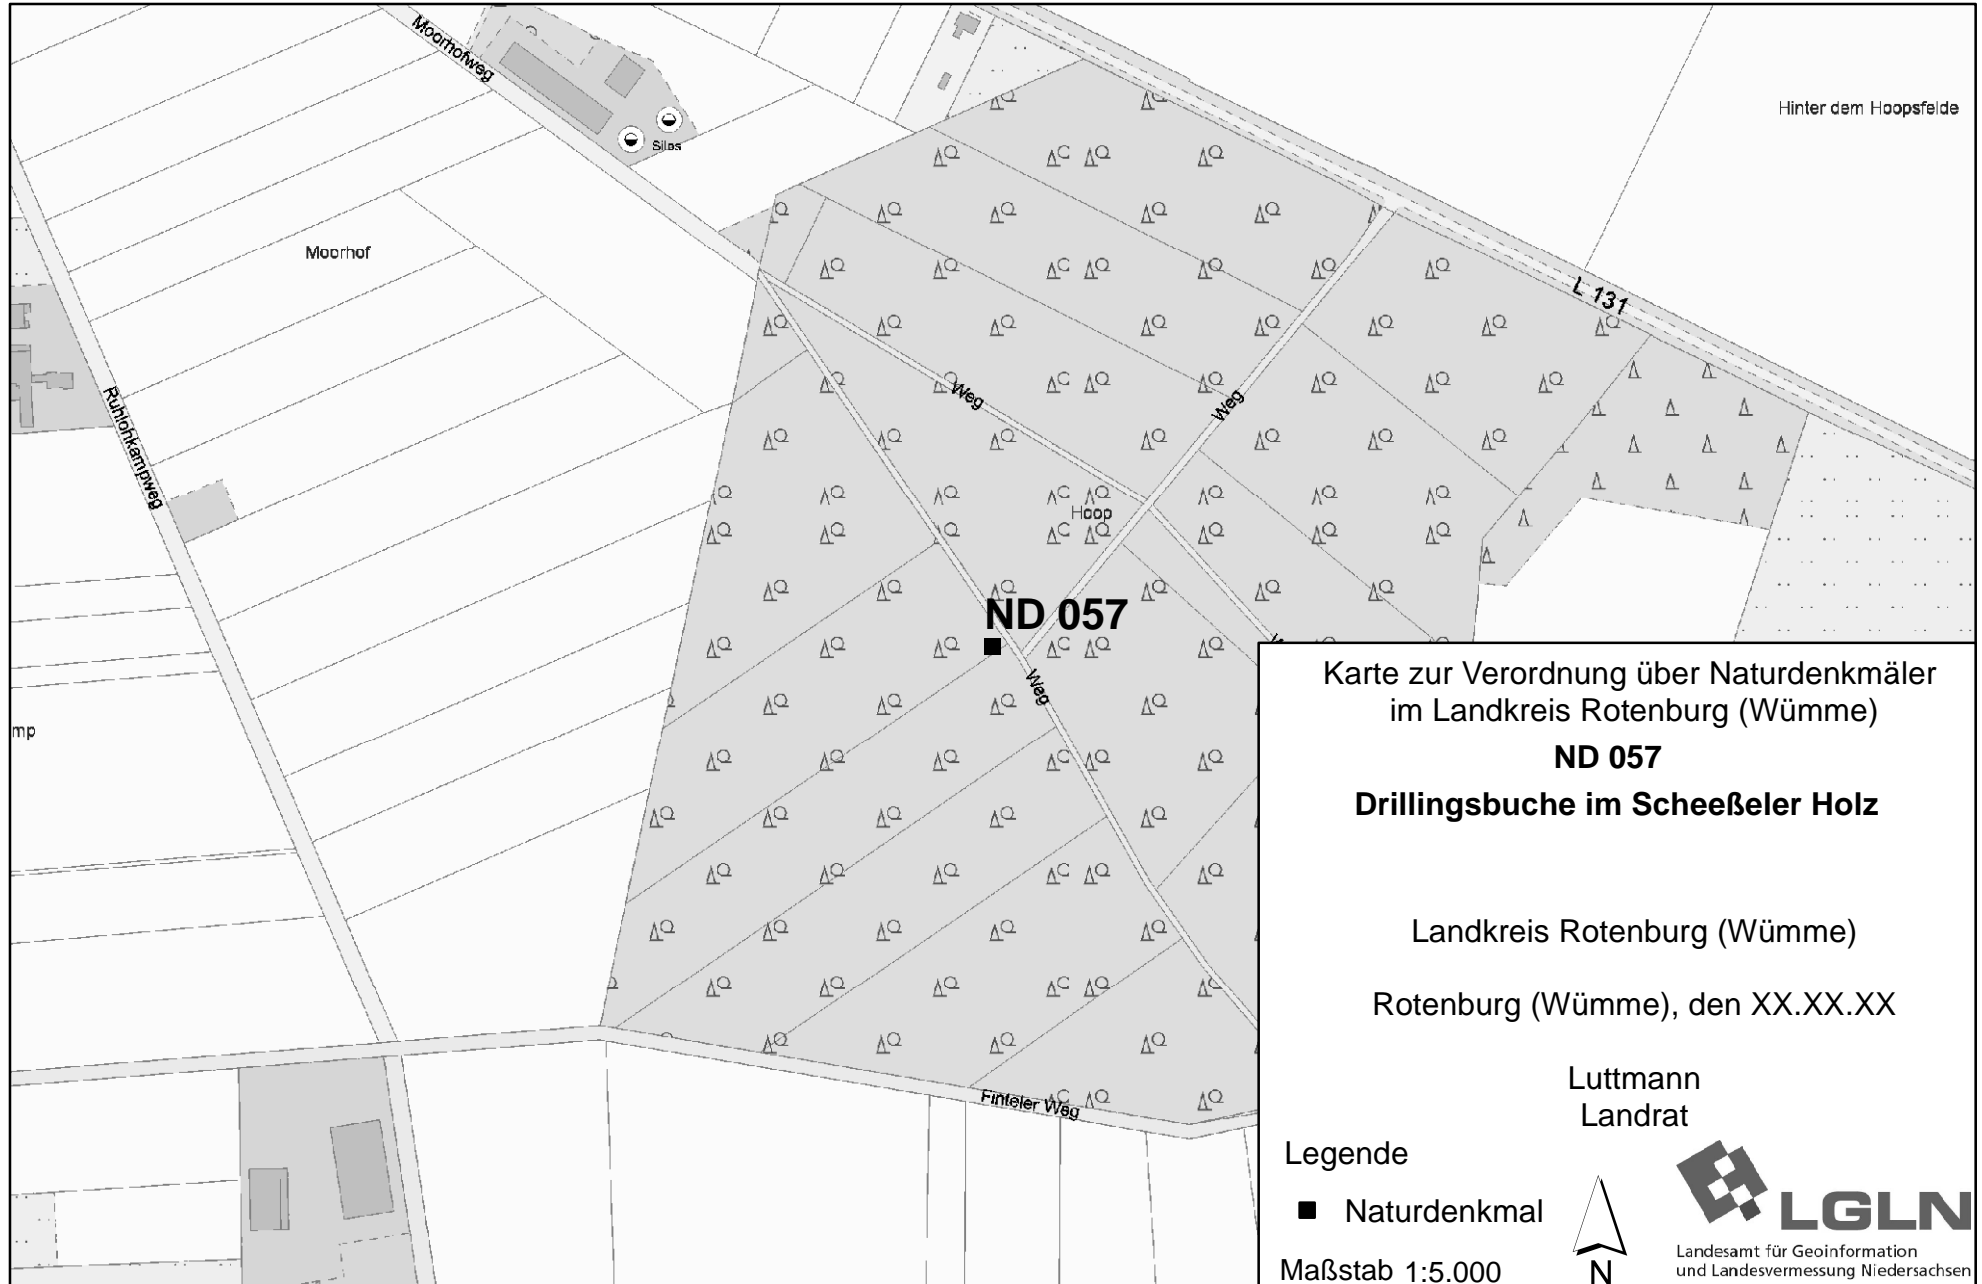 Moorhofweg
Silos
Hinter dem Hoopsfelde
Moorhof
L 131
Ruhlohkampweg
Weg
Weg
Hoop
ND 057
Weg
mp
Finteler Weg
Karte zur Verordnung über Naturdenkmäler
im Landkreis Rotenburg (Wümme)
ND 057
Drillingsbuche im Scheeßeler Holz
Landkreis Rotenburg (Wümme)
Rotenburg (Wümme), den XX.XX.XX
Luttmann
Landrat
Legende
Naturdenkmal
Maßstab 1:5.000
N
LGLN
Landesamt für Geoinformation
und Landesvermessung Niedersachsen